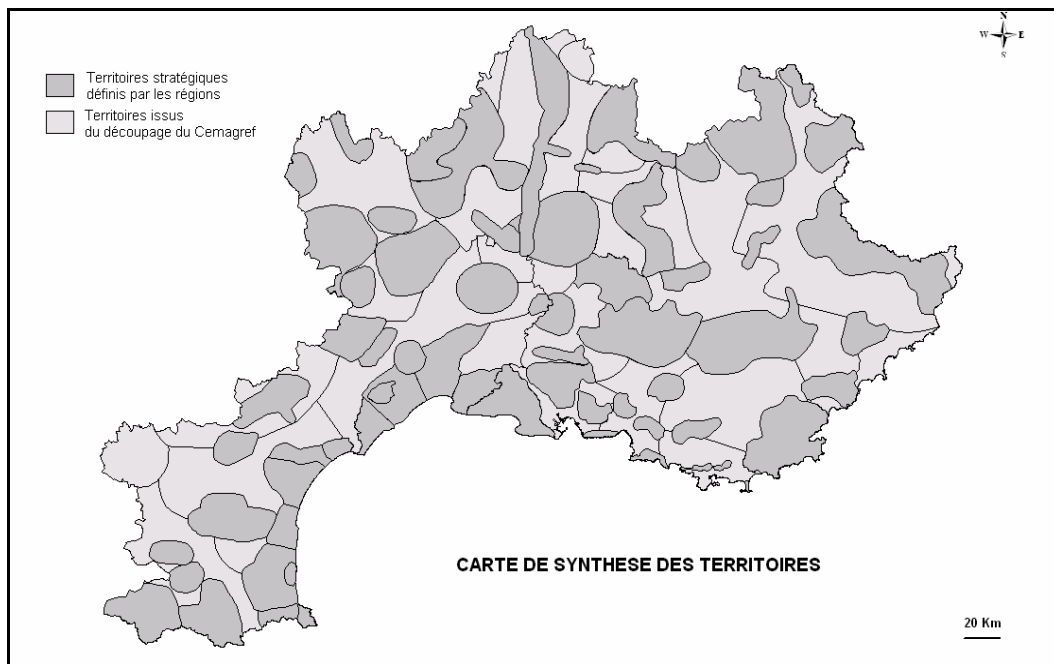 N
W E
S
Territoires stratégiques
définis par les régions
Territoires issus
du découpage du Cemagref
CARTE DE SYNTHESE DES TERRITOIRES
20 Km